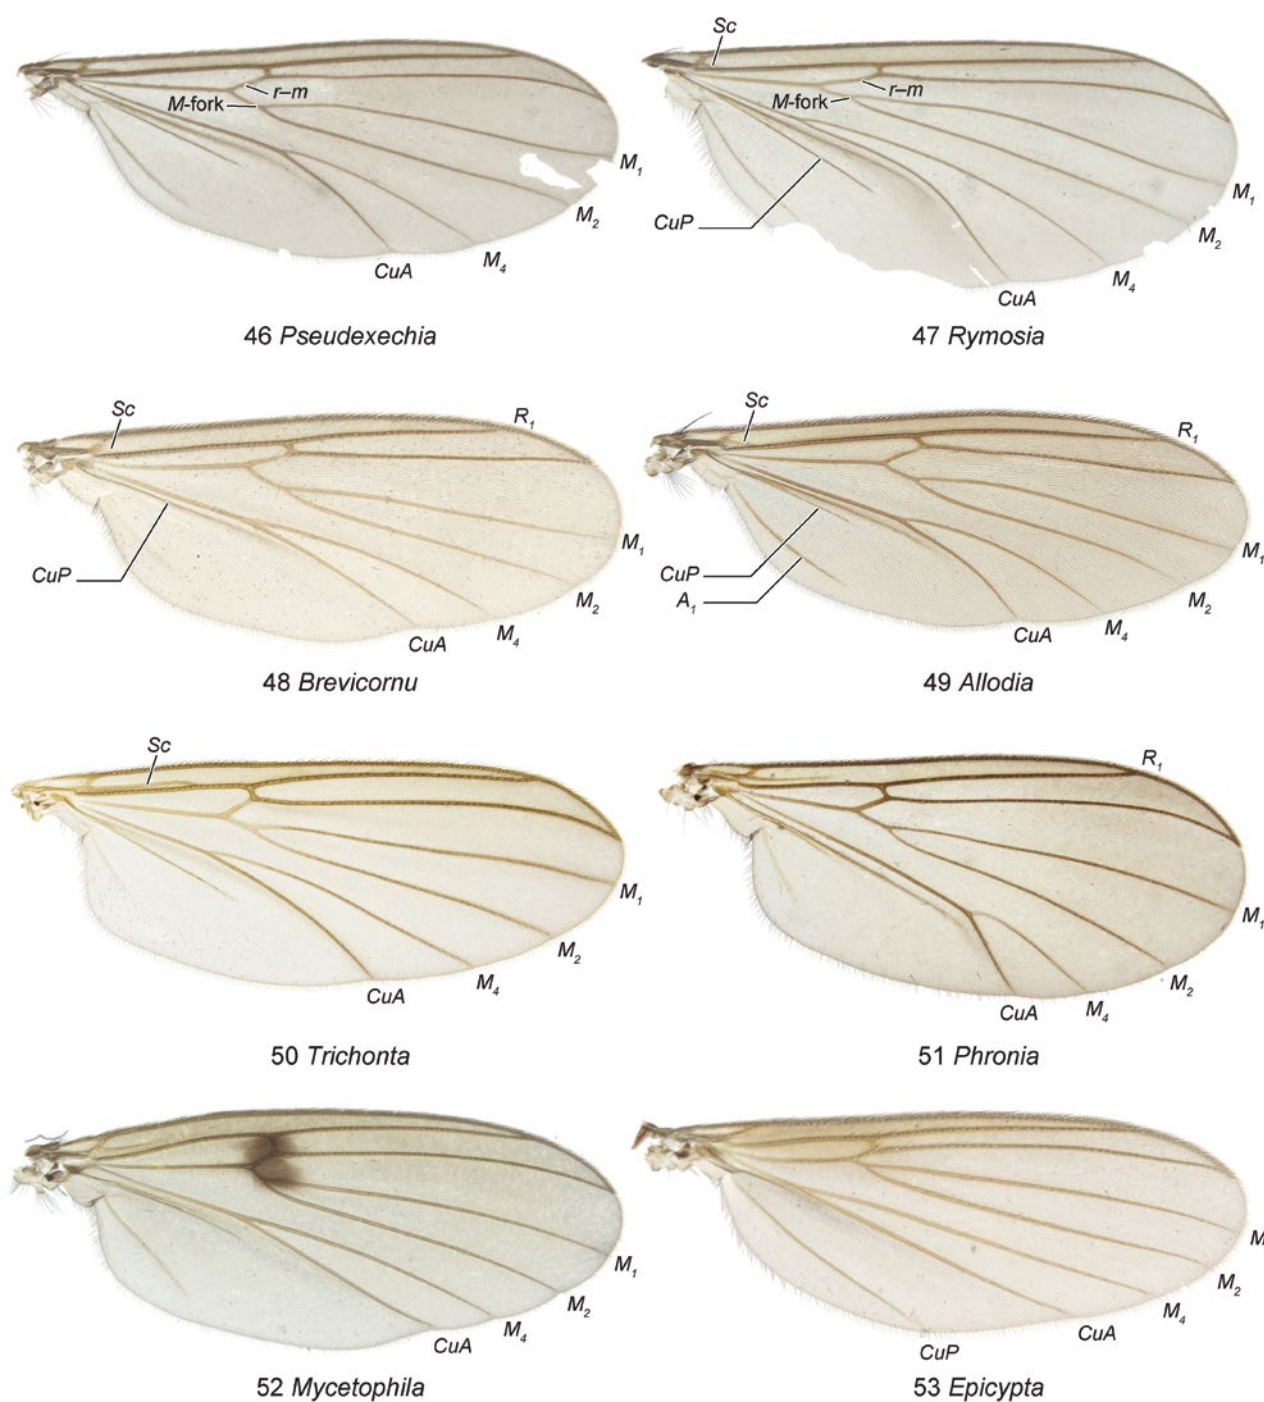 Sc
r–m
M-fork
M1
M2
M4
CuA
46 Pseudexechia
Sc
r–m
M-fork
CuP
M1
M2
M4
CuA
47 Rymosia
Sc
R1
CuP
M1
M2
M4
CuA
48 Brevicornu
Sc
R1
CuP
A1
M1
M2
M4
CuA
49 Allodia
Sc
M1
M2
M4
CuA
50 Trichonta
R1
M1
M2
M4
CuA
51 Phronia
M1
M2
M4
CuA
52 Mycetophila
M
M2
M4
CuA
CuP
53 Epicypta